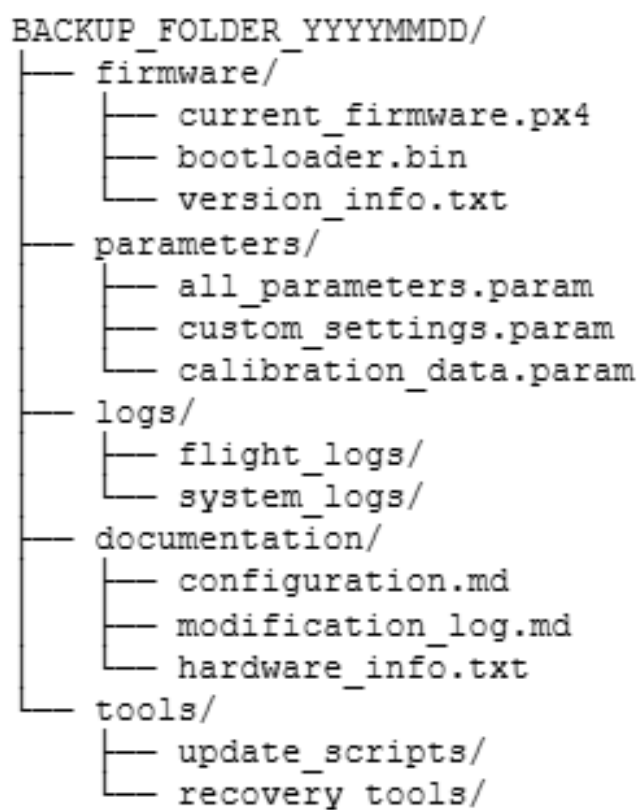 BACKUP_FOLDER_YYYYMMDD/
├── firmware/
│   ├── current_firmware.px4
│   ├── bootloader.bin
│   └── version_info.txt
├── parameters/
│   ├── all_parameters.param
│   ├── custom_settings.param
│   └── calibration_data.param
├── logs/
│   ├── flight_logs/
│   └── system_logs/
├── documentation/
│   ├── configuration.md
│   ├── modification_log.md
│   └── hardware_info.txt
└── tools/
    ├── update_scripts/
    └── recovery_tools/